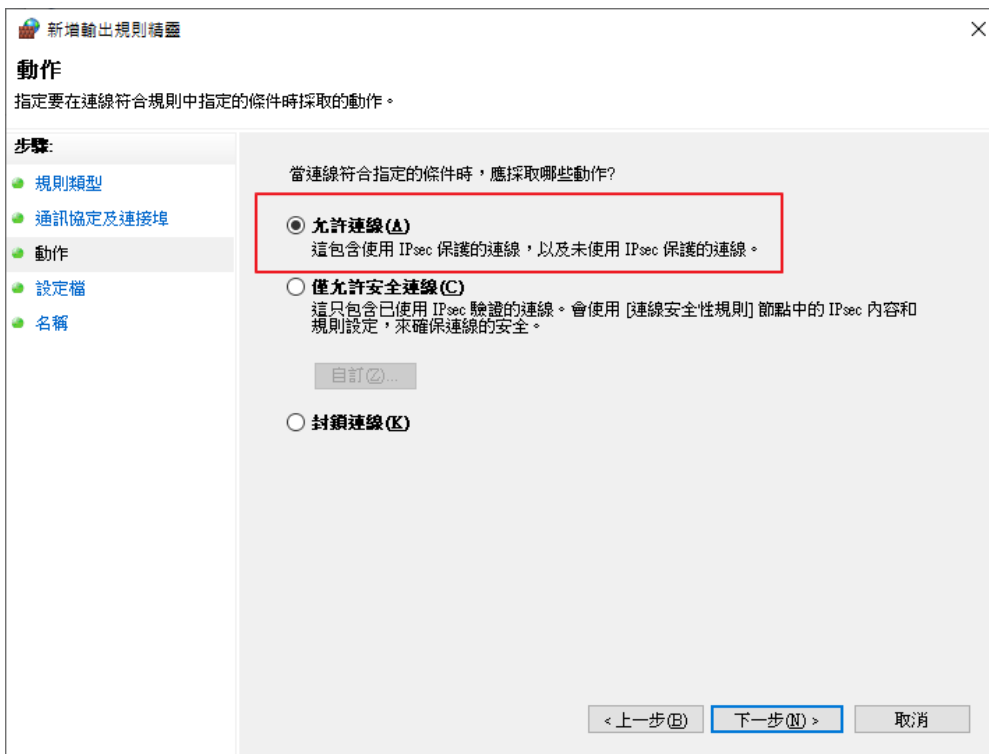 新增輸出規則精靈
動作
指定要在連線符合規則中指定的條件時採取的動作。
步驟:
規則類型
通訊協定及連接埠
動作
設定檔
名稱
當連線符合指定的條件時，應採取哪些動作?
允許連線(A)
這包含使用 IPsec 保護的連線，以及未使用 IPsec 保護的連線。
僅允許安全連線(C)
這只包含已使用 IPsec 驗證的連線。會使用 [連線安全性規則] 節點中的 IPsec 內容和
規則設定，來確保連線的安全。
自訂(Z)...
封鎖連線(K)
< 上一步(B)
下一步(N) >
取消